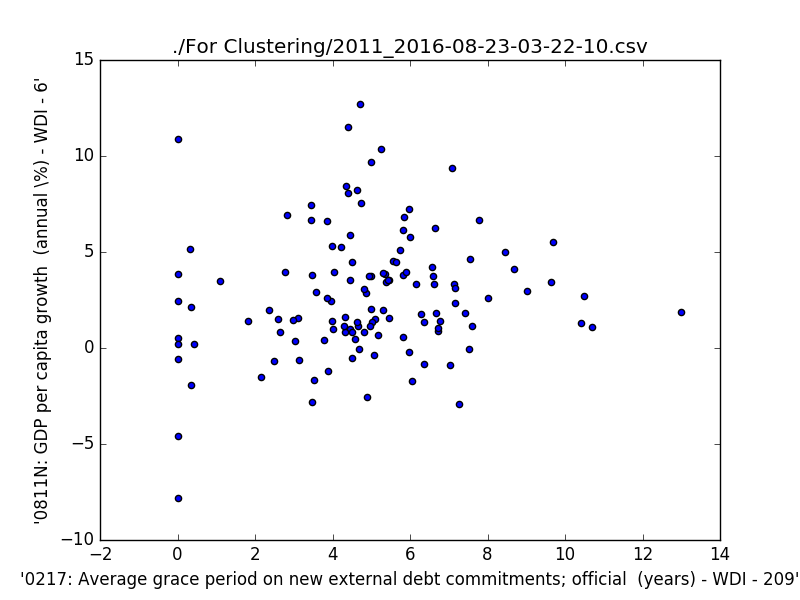 ./For Clustering/2011_2016-08-23-03-22-10.csv
15
10
5
0
−5
−10
'0811N: GDP per capita growth  (annual \%) - WDI - 6'
−2 0 2 4 6 8 10 12 14
'0217: Average grace period on new external debt commitments; official  (years) - WDI - 209'